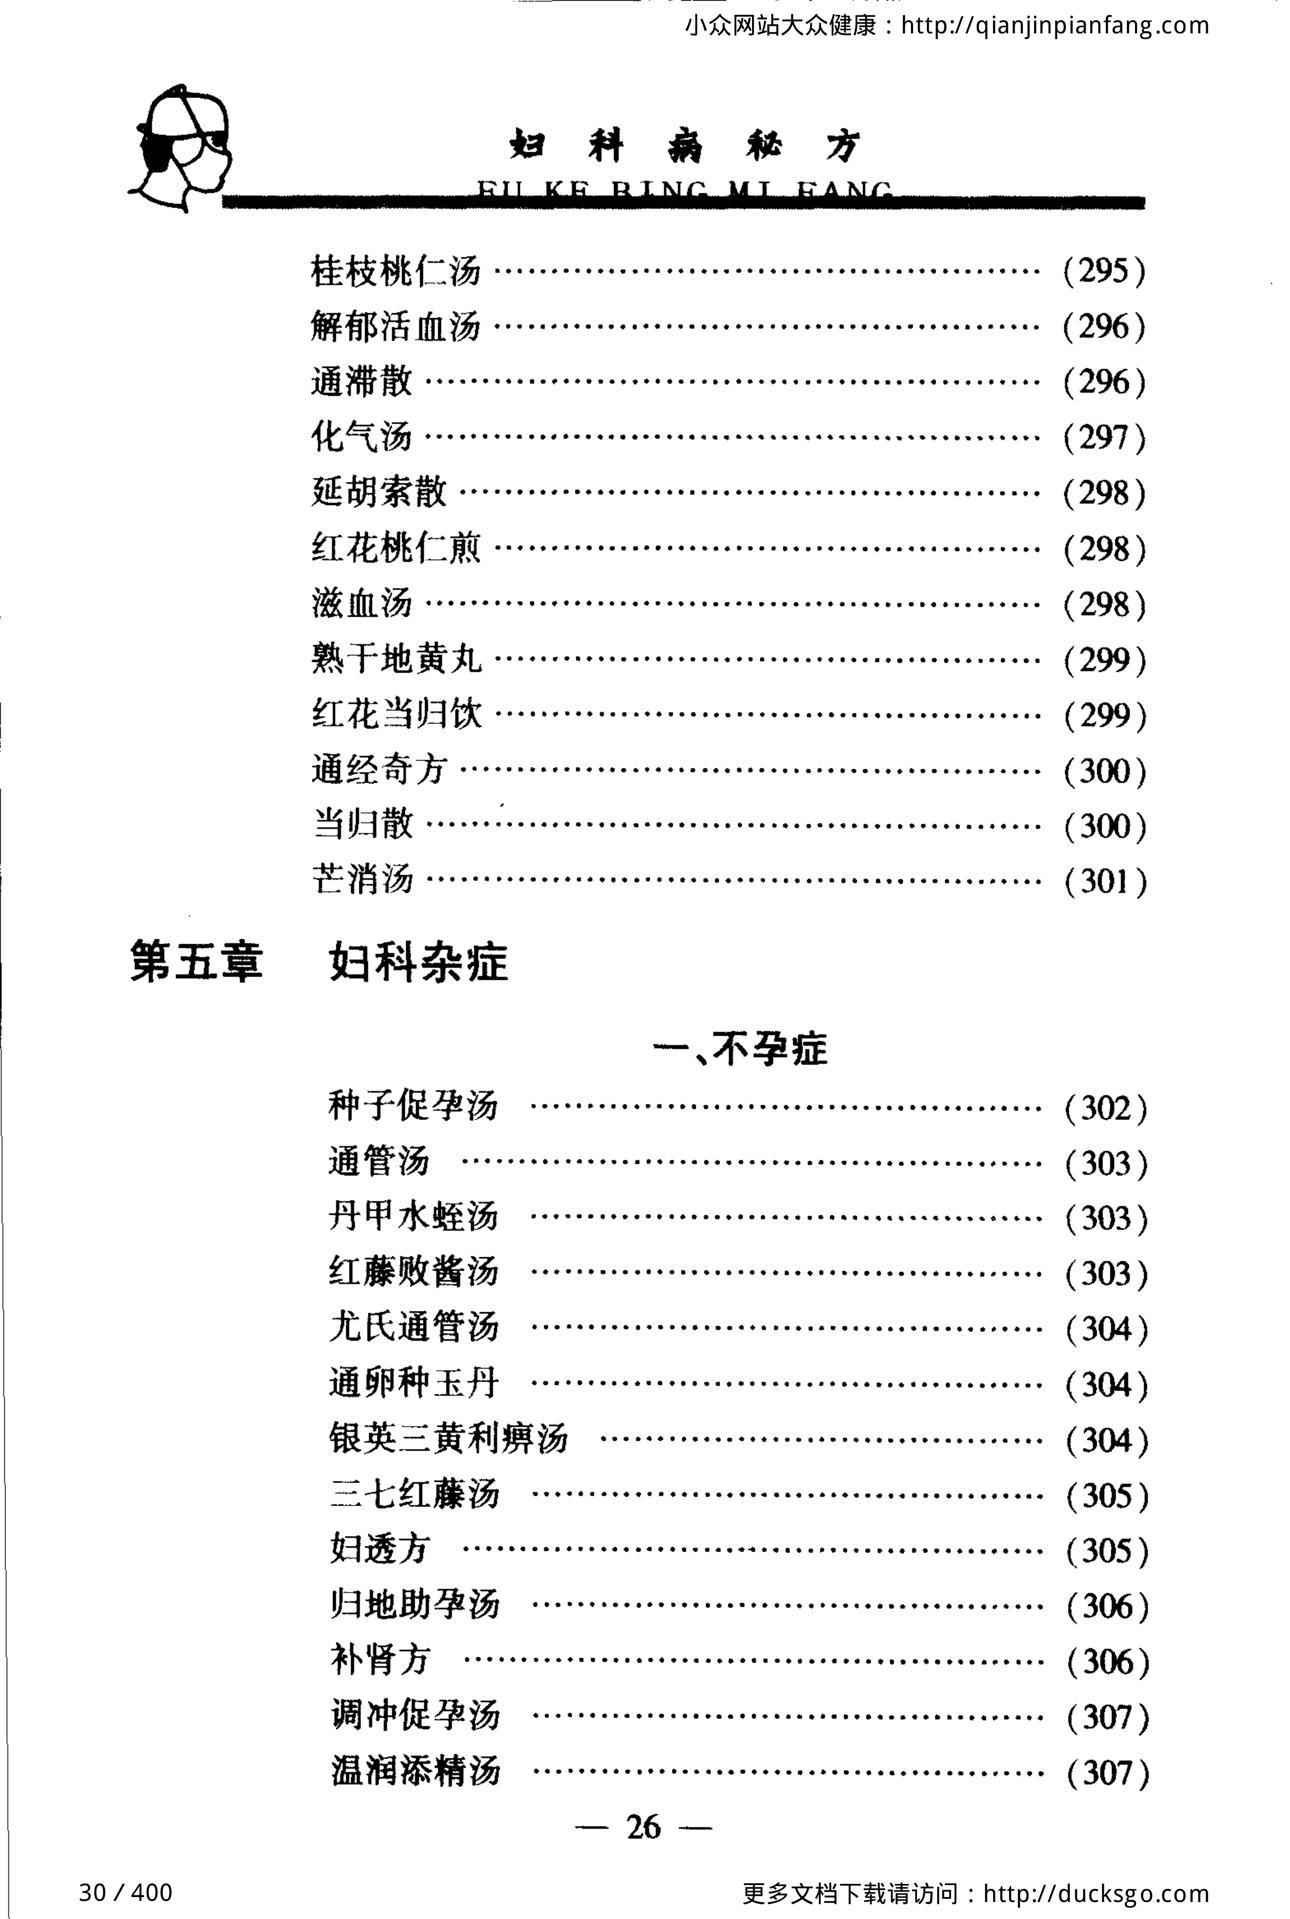 小众网站大众健康：http://qianjinpianfang.com
妇科病秘方
FU KE BING MI FANG
桂枝桃仁汤 ………………………………………… (295)
解郁活血汤 ………………………………………… (296)
通滞散 ………………………………………… (296)
化气汤 ………………………………………… (297)
延胡索散 ………………………………………… (298)
红花桃仁煎 ………………………………………… (298)
滋血汤 ………………………………………… (298)
熟干地黄丸 ………………………………………… (299)
红花当归饮 ………………………………………… (299)
通经奇方 ………………………………………… (300)
当归散 ………………………………………… (300)
芒消汤 ………………………………………… (301)
第五章 妇科杂症
一、不孕症
种子促孕汤 ………………………………………… (302)
通管汤 ………………………………………… (303)
丹甲水蛭汤 ………………………………………… (303)
红藤败酱汤 ………………………………………… (303)
尤氏通管汤 ………………………………………… (304)
通卵种玉丹 ………………………………………… (304)
银英三黄利痹汤 ………………………………………… (304)
三七红藤汤 ………………………………………… (305)
妇透方 ………………………………………… (305)
归地助孕汤 ………………………………………… (306)
补肾方 ………………………………………… (306)
调冲促孕汤 ………………………………………… (307)
温润添精汤 ………………………………………… (307)
— 26 —
30 / 400
更多文档下载请访问：http://ducksgo.com